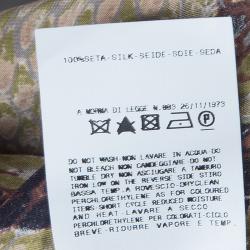 100%SETA-SILK-SEIDE-SOIE-SEDA
A NORMA DI LEGGE N.883 26/11/1973
P
DO NOT WASH-NON LAVARE IN ACQUA DO
NOT BLEACH NON CANDEGGIARE DO NOT
TUMBLE DRY NON ASCIUGARE A TAMBURO
IRON LOW ON THE REVERSE SIDE STIRO
BASSA TEMP.A ROVESCIO-DRYCLEAN
PERCHLORETHYLENE AS FOR COLOURED
ITEMS SHORT CYCLE REDUCED MOISTURE
AND HEAT-LAVARE A SECCO
PERCHLORETHYLENE PER COLORATI-CICLO
BREVE-RIDURRE VAPORE E TEMP